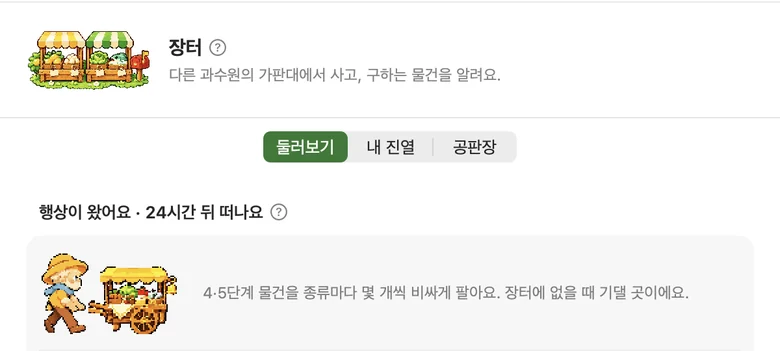 장터 ?
다른 과수원의 가판대에서 사고, 구하는 물건을 알려요.
둘러보기 내 진열 공판장
행상이 왔어요 · 24시간 뒤 떠나요 ?
4·5단계 물건을 종류마다 몇 개씩 비싸게 팔아요. 장터에 없을 때 기댈 곳이에요.